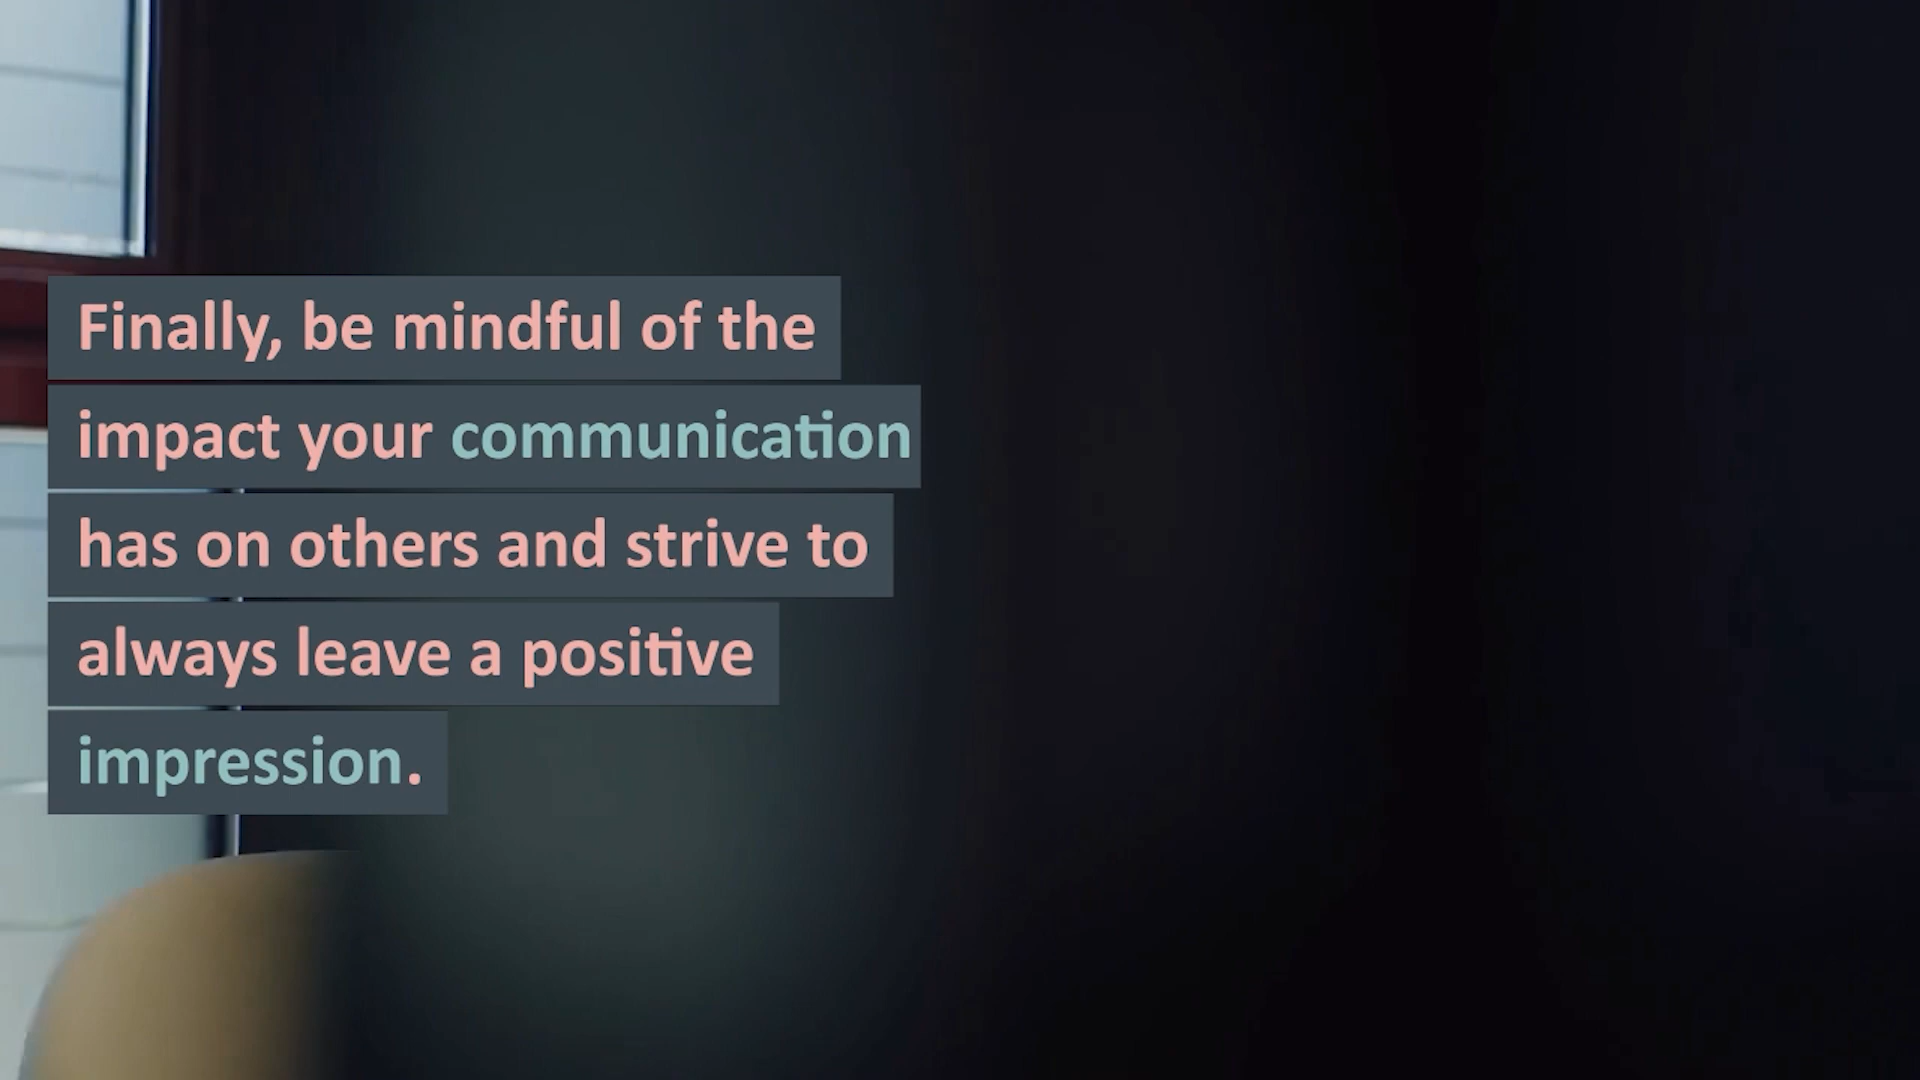 Finally, be mindful of the
impact your communication
has on others and strive to
always leave a positive
impression.